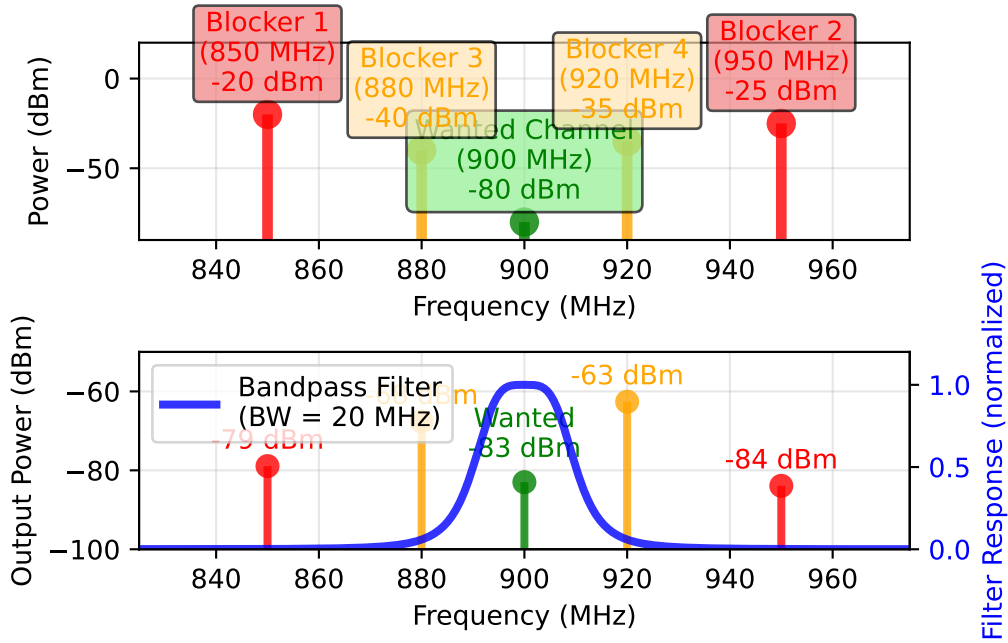 Blocker 1
(850 MHz)
-20 dBm
Blocker 3
(880 MHz)
-40 dBm
Blocker 4
(920 MHz)
-35 dBm
Blocker 2
(950 MHz)
-25 dBm
Wanted Channel
(900 MHz)
-80 dBm
Power (dBm)
0
−50
840
860
880
900
920
940
960
Frequency (MHz)
Output Power (dBm)
−60
−80
−100
Bandpass Filter
(BW = 20 MHz)
-79 dBm
Wanted
-83 dBm
-63 dBm
-84 dBm
1.0
0.5
0.0
Filter Response (normalized)
840
860
880
900
920
940
960
Frequency (MHz)